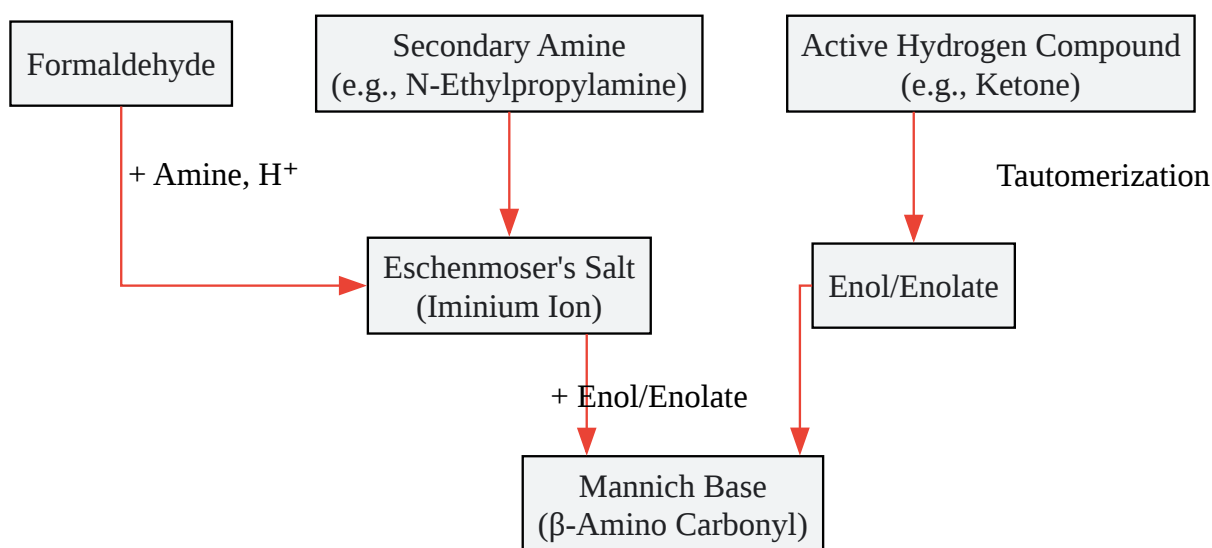 Formaldehyde
Secondary Amine
(e.g., N-Ethylpropylamine)
Active Hydrogen Compound
(e.g., Ketone)
+ Amine, H⁺
Tautomerization
Eschenmoser's Salt
(Iminium Ion)
Enol/Enolate
+ Enol/Enolate
Mannich Base
(β-Amino Carbonyl)